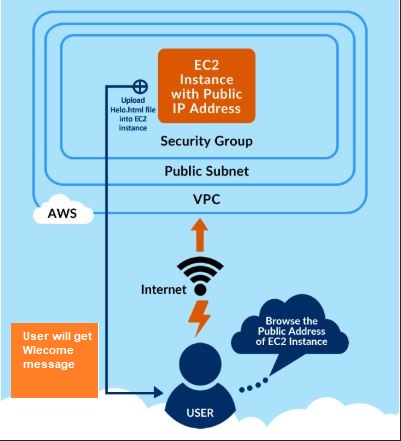 EC2
Instance
with Public
IP Address
Upload
Helo.html file
into EC2
instance
Security Group
Public Subnet
VPC
AWS
Internet
Browse the
Public Address
of EC2 Instance
User will get
Wlecome
message
USER